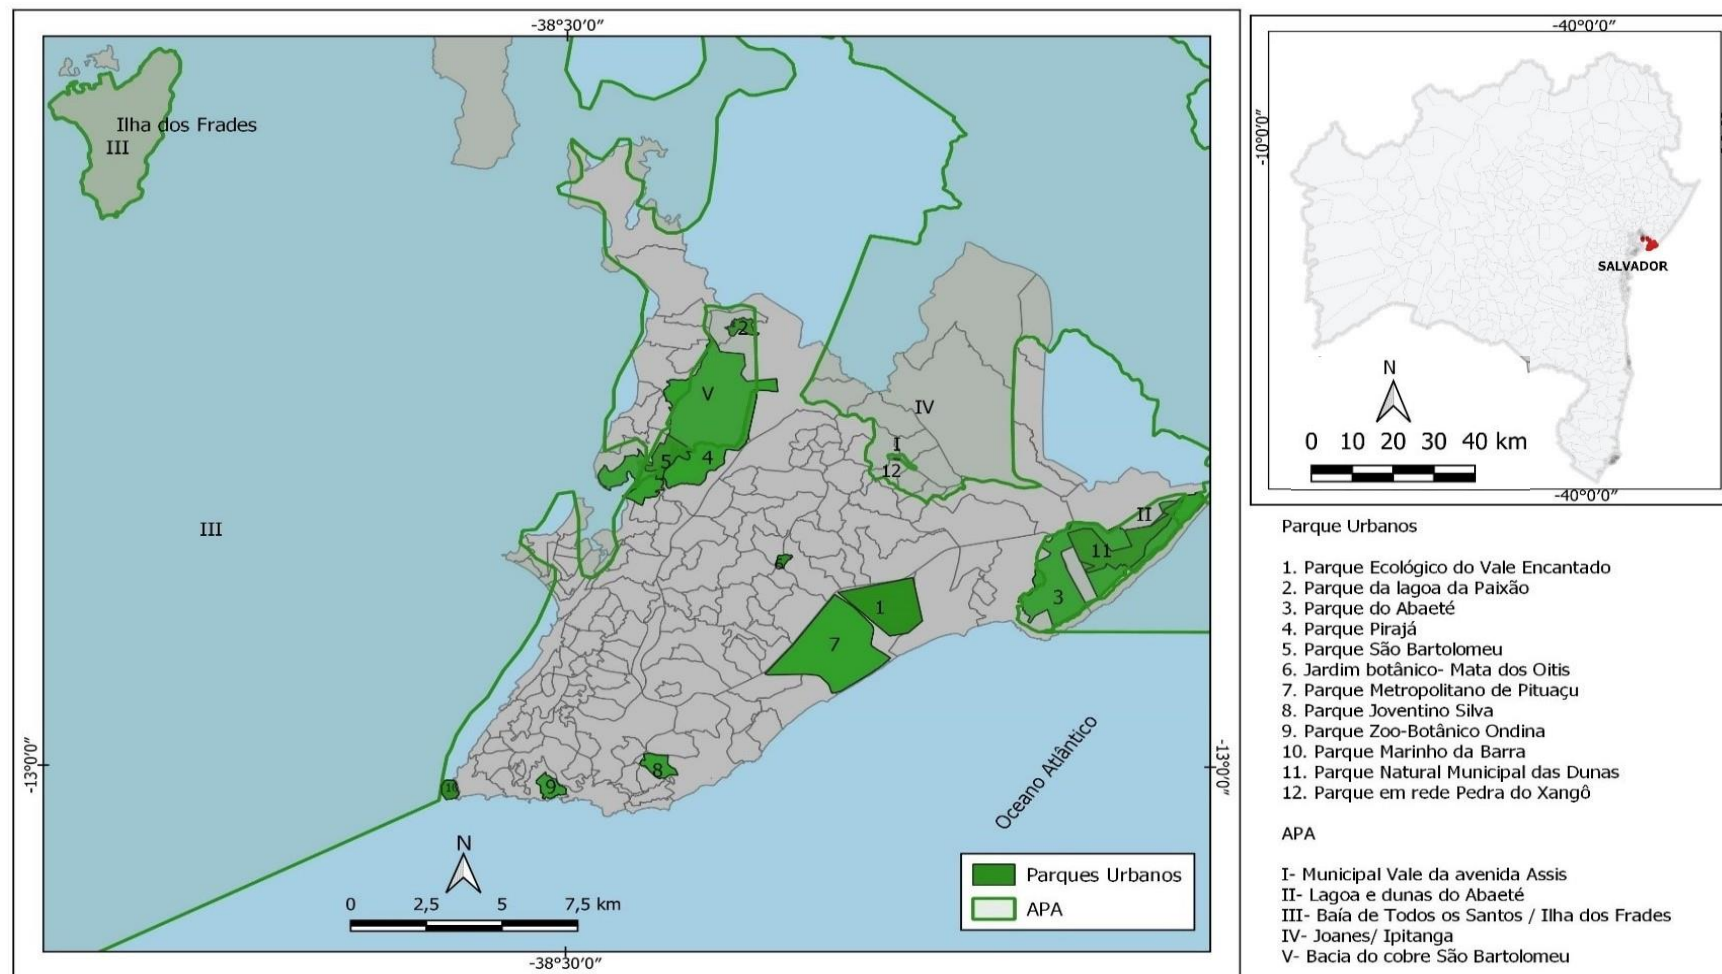 -38°30'0"
Ilha dos Frades
III
2
V
IV
I
5
4
12
II
III
11
6
3
1
7
8
9
10
-13°0'0"
-13°0'0"
Oceano Atlântico
N
0 2,5 5 7,5 km
Parques Urbanos
APA
-38°30'0"
-40°0'0"
-10°0'0"
SALVADOR
N
0 10 20 30 40 km
-40°0'0"
Parque Urbanos
1. Parque Ecológico do Vale Encantado
2. Parque da lagoa da Paixão
3. Parque do Abaeté
4. Parque Pirajá
5. Parque São Bartolomeu
6. Jardim botânico- Mata dos Oitis
7. Parque Metropolitano de Pituaçu
8. Parque Joventino Silva
9. Parque Zoo-Botânico Ondina
10. Parque Marinho da Barra
11. Parque Natural Municipal das Dunas
12. Parque em rede Pedra do Xangô
APA
I- Municipal Vale da avenida Assis
II- Lagoa e dunas do Abaeté
III- Baía de Todos os Santos / Ilha dos Frades
IV- Joanes/ Ipitanga
V- Bacia do cobre São Bartolomeu